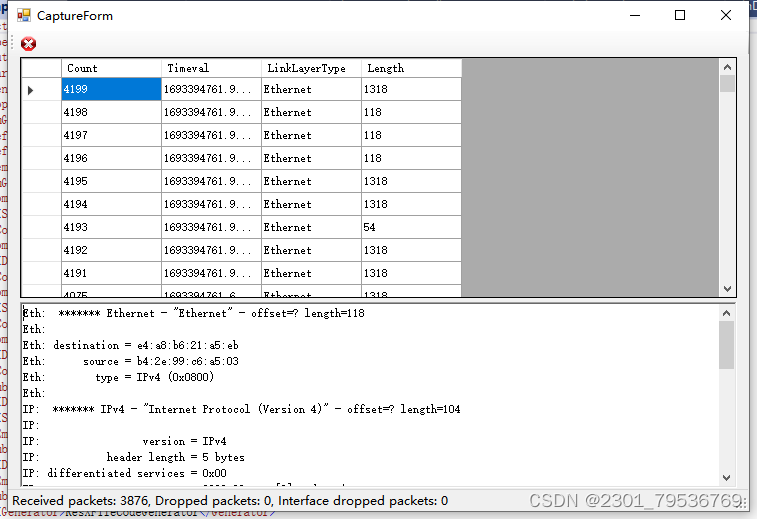 CaptureForm
Count Timeval LinkLayerType Length
4199 1693394761.9... Ethernet 1318
4198 1693394761.9... Ethernet 118
4197 1693394761.9... Ethernet 118
4196 1693394761.9... Ethernet 118
4195 1693394761.9... Ethernet 1318
4194 1693394761.9... Ethernet 1318
4193 1693394761.9... Ethernet 54
4192 1693394761.9... Ethernet 1318
4191 1693394761.9... Ethernet 1318
4075 1693394761.6... Ethernet 1318
Eth: ******* Ethernet - "Ethernet" - offset=? length=118
Eth:
Eth: destination = e4:a8:b6:21:a5:eb
Eth: source = b4:2e:99:c6:a5:03
Eth: type = IPv4 (0x0800)
Eth:
IP: ******* IPv4 - "Internet Protocol (Version 4)" - offset=? length=104
IP:
IP: version = IPv4
IP: header length = 5 bytes
IP: differentiated services = 0x00
Received packets: 3876, Dropped packets: 0, Interface dropped packets: 0
CSDN @2301_79536769
Generator>ResXFileCodeGenerator</Generator>